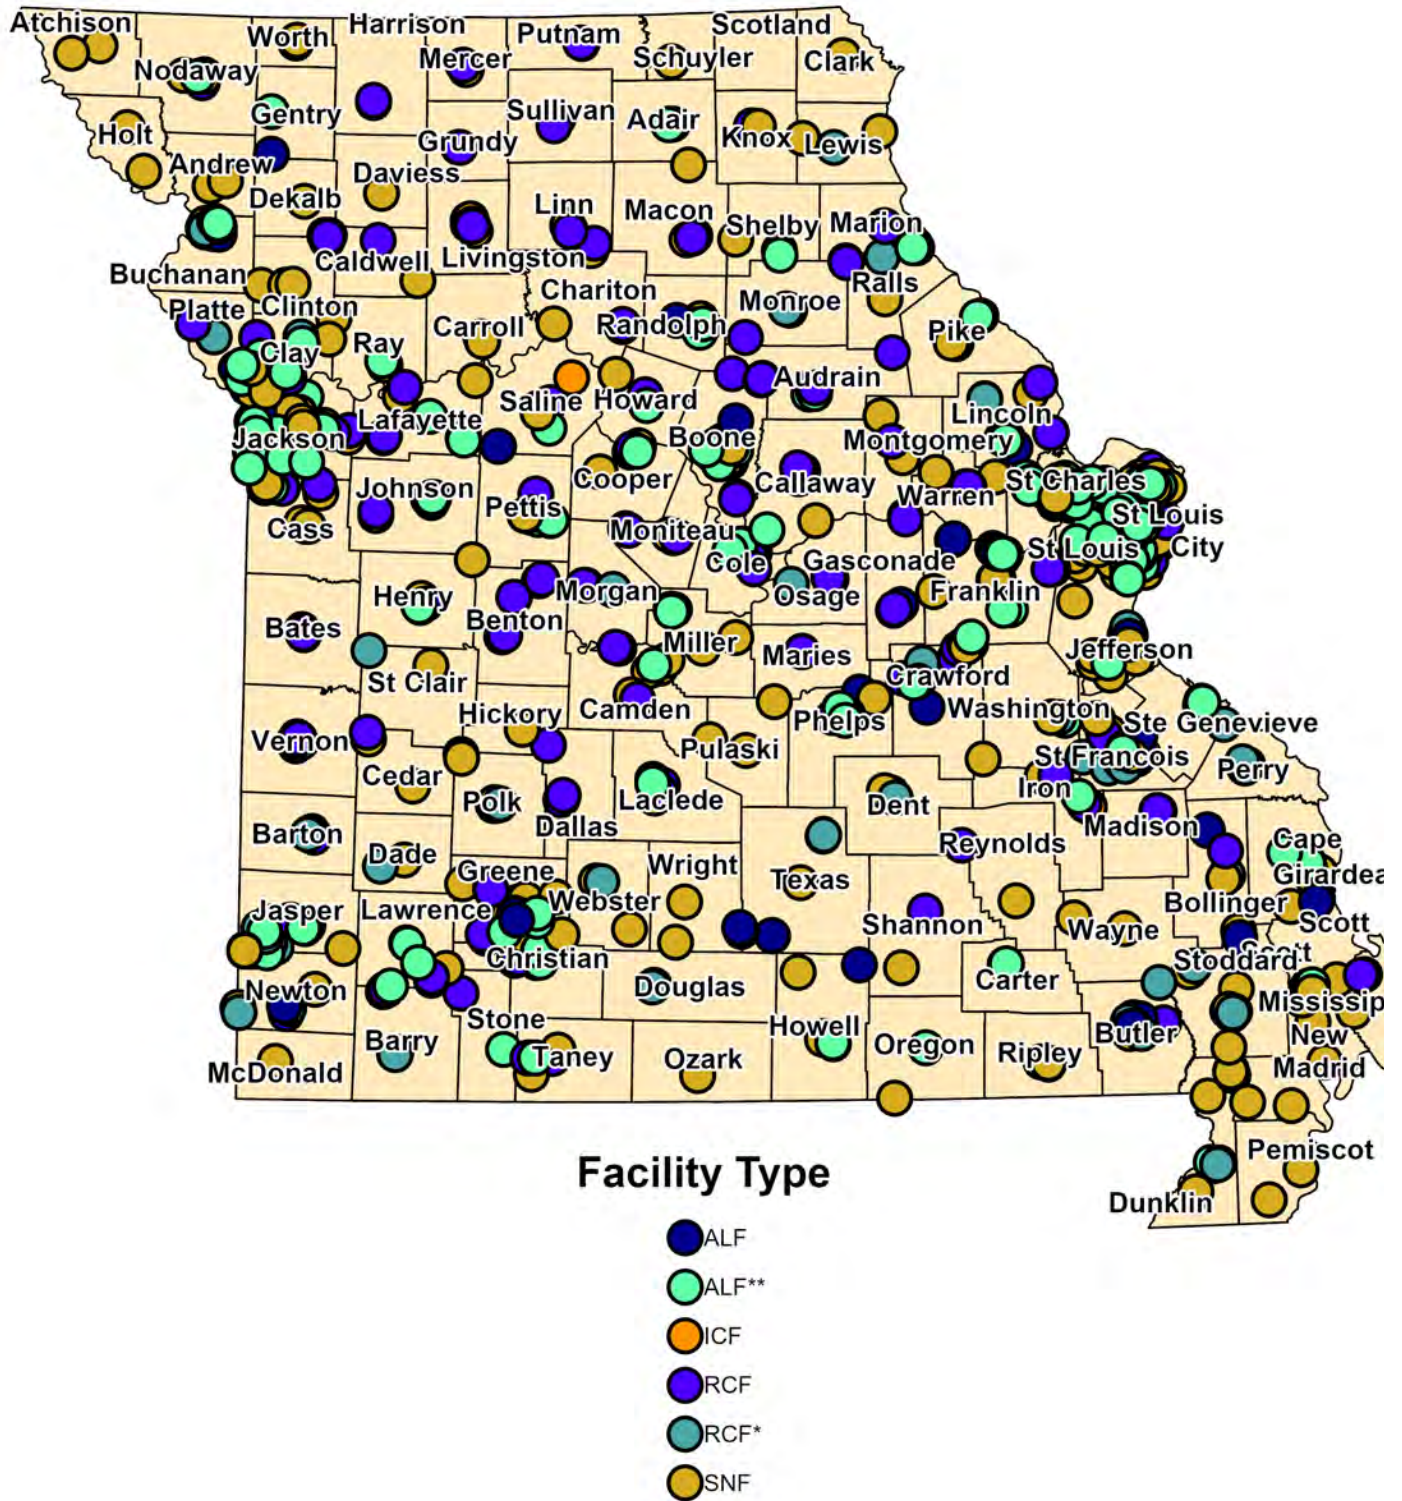 Atchison
Worth
Harrison
Putnam
Scotland
Schuyler
Clark
Mercer
Nodaway
Gentry
Sullivan
Adair
Knox
Lewis
Holt
Grundy
Andrew
Daviess
Dekalb
Linn
Macon
Shelby
Marion
Buchanan
Caldwell
Livingston
Ralls
Chariton
Monroe
Platte
Clinton
Randolph
Pike
Carroll
Clay
Ray
Audrain
Saline
Howard
Lincoln
Lafayette
Jackson
Boone
Montgomery
Cooper
Callaway
St Charles
Johnson
Warren
Pettis
St Louis
City
Cass
Moniteau
St Louis
Cole
Gasconade
Henry
Morgan
Osage
Franklin
Benton
Bates
Miller
Maries
Jefferson
St Clair
Crawford
Hickory
Camden
Phelps
Washington
Ste Genevieve
Vernon
Pulaski
St Francois
Cedar
Perry
Polk
Laclede
Dent
Iron
Dallas
Madison
Barton
Reynolds
Cape
Girardea
Dade
Greene
Wright
Texas
Webster
Bollinger
Jasper
Lawrence
Shannon
Wayne
Scott
Christian
Scott
Stoddard
Newton
Douglas
Carter
Mississip
Stone
Howell
Butler
New
Madrid
Barry
Taney
Ozark
Oregon
Ripley
McDonald
Pemiscot
Dunklin
Facility Type
ALF
ALF**
ICF
RCF
RCF*
SNF